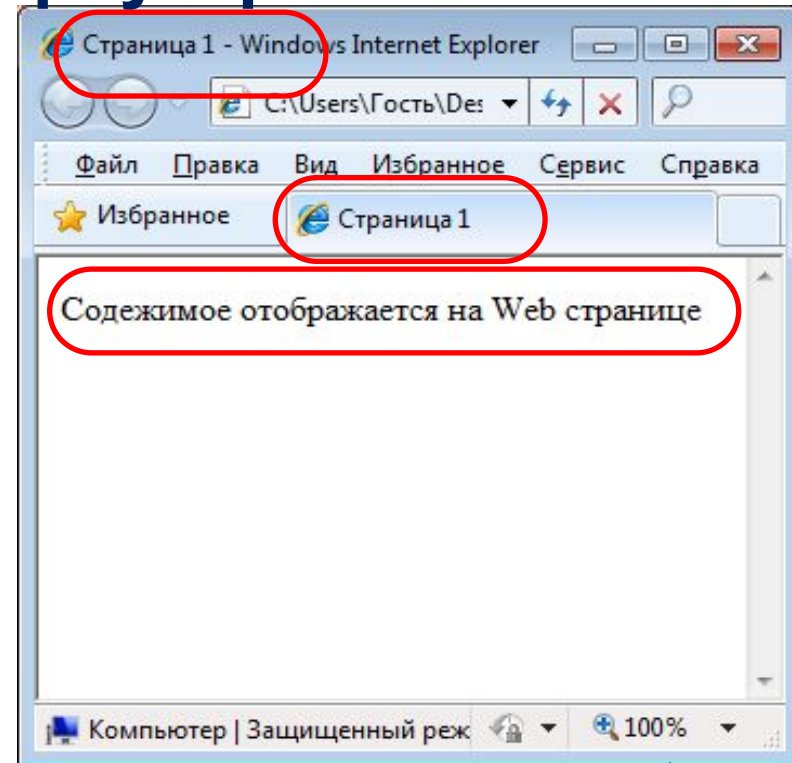 Страница 1 - Windows Internet Explorer
C:\Users\Гость\Des
Файл Правка Вид Избранное Сервис Справка
Избранное Страница 1
Содежимое отображается на Web странице
Компьютер | Защищенный реж 100%